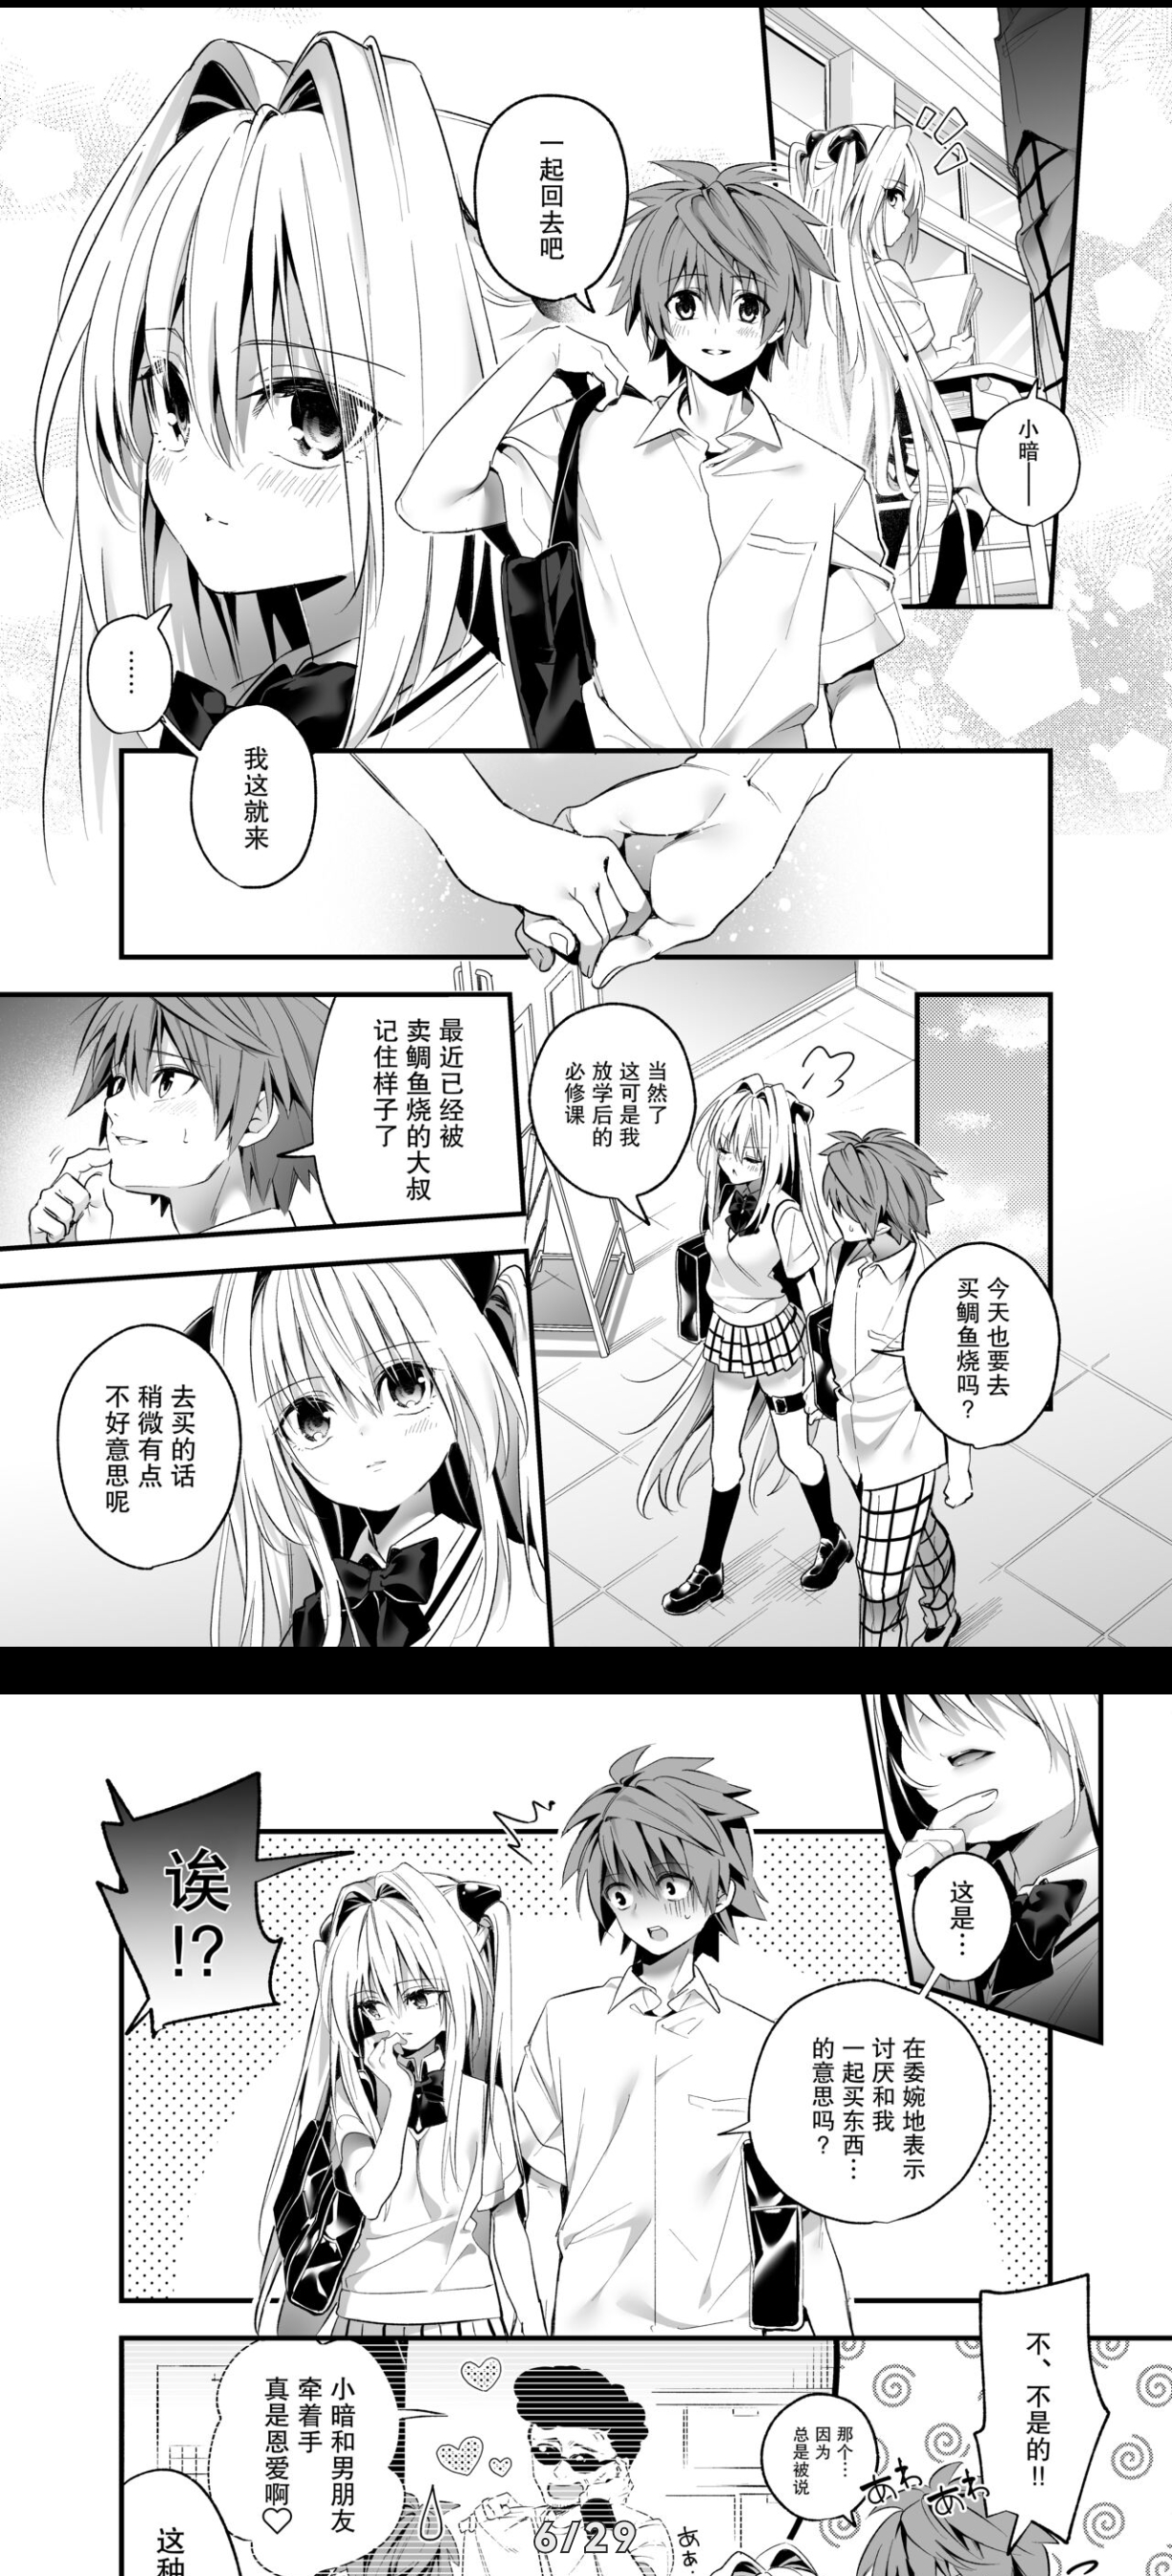 小暗——
一起回去吧
……
我这就来
今天也要去
买鲷鱼烧吗？
当然了
这可是我
放学后的
必修课
最近已经被
卖鲷鱼烧的大叔
记住样子了
去买的话
稍微有点
不好意思呢
这是…
在委婉地表示
讨厌和我
一起买东西…
的意思吗？
诶
!?
不、不是的!!
あわ
あわ
那个…
因为
总是被说
小暗和男朋友
牵着手
真是恩爱啊♡
あぁ．
这种
6/29